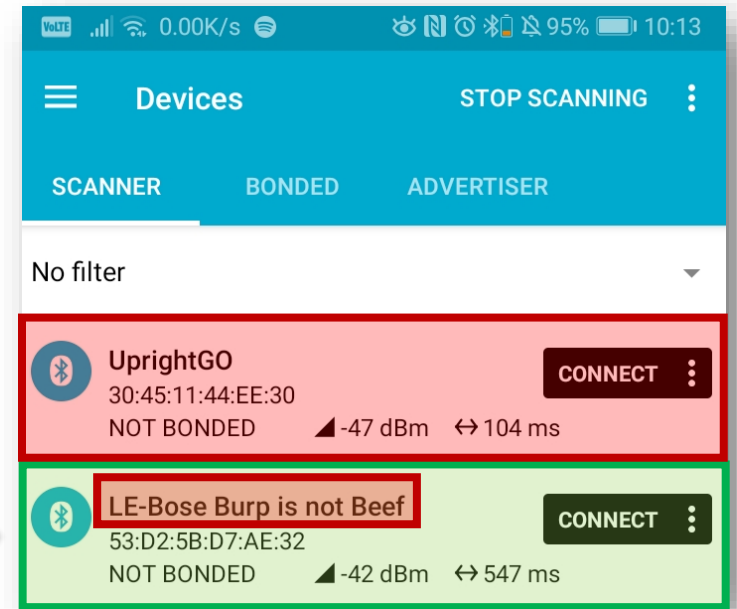 VoLTE 0.00K/s 95% 10:13
Devices STOP SCANNING
SCANNER BONDED ADVERTISER
No filter
UprightGO
CONNECT
30:45:11:44:EE:30
NOT BONDED -47 dBm 104 ms
LE-Bose Burp is not Beef
CONNECT
53:D2:5B:D7:AE:32
NOT BONDED -42 dBm 547 ms